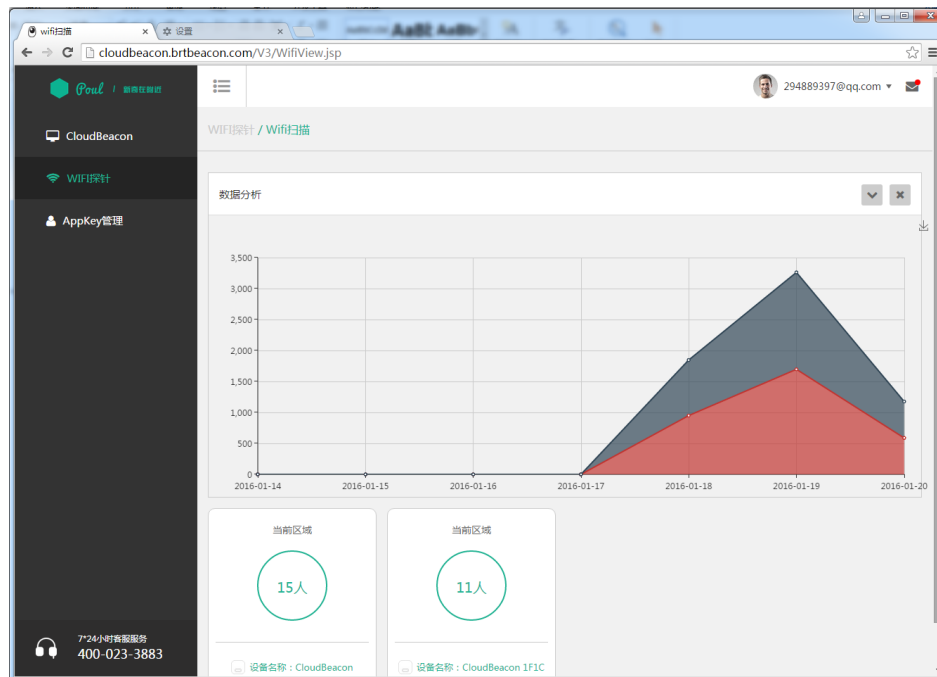 wifi扫描
设置
cloudbeacon.brtbeacon.com/V3/WifiView.jsp
Poul
294889397@qq.com
CloudBeacon
WIFI探针 / Wifi扫描
WIFI探针
数据分析
AppKey管理
3,500
3,000
2,500
2,000
1,500
1,000
500
0
2016-01-14 2016-01-15 2016-01-16 2016-01-17 2016-01-18 2016-01-19 2016-01-20
当前区域 当前区域
15人 11人
7*24小时客服服务
400-023-3883
设备名称：CloudBeacon 设备名称：CloudBeacon 1F1C